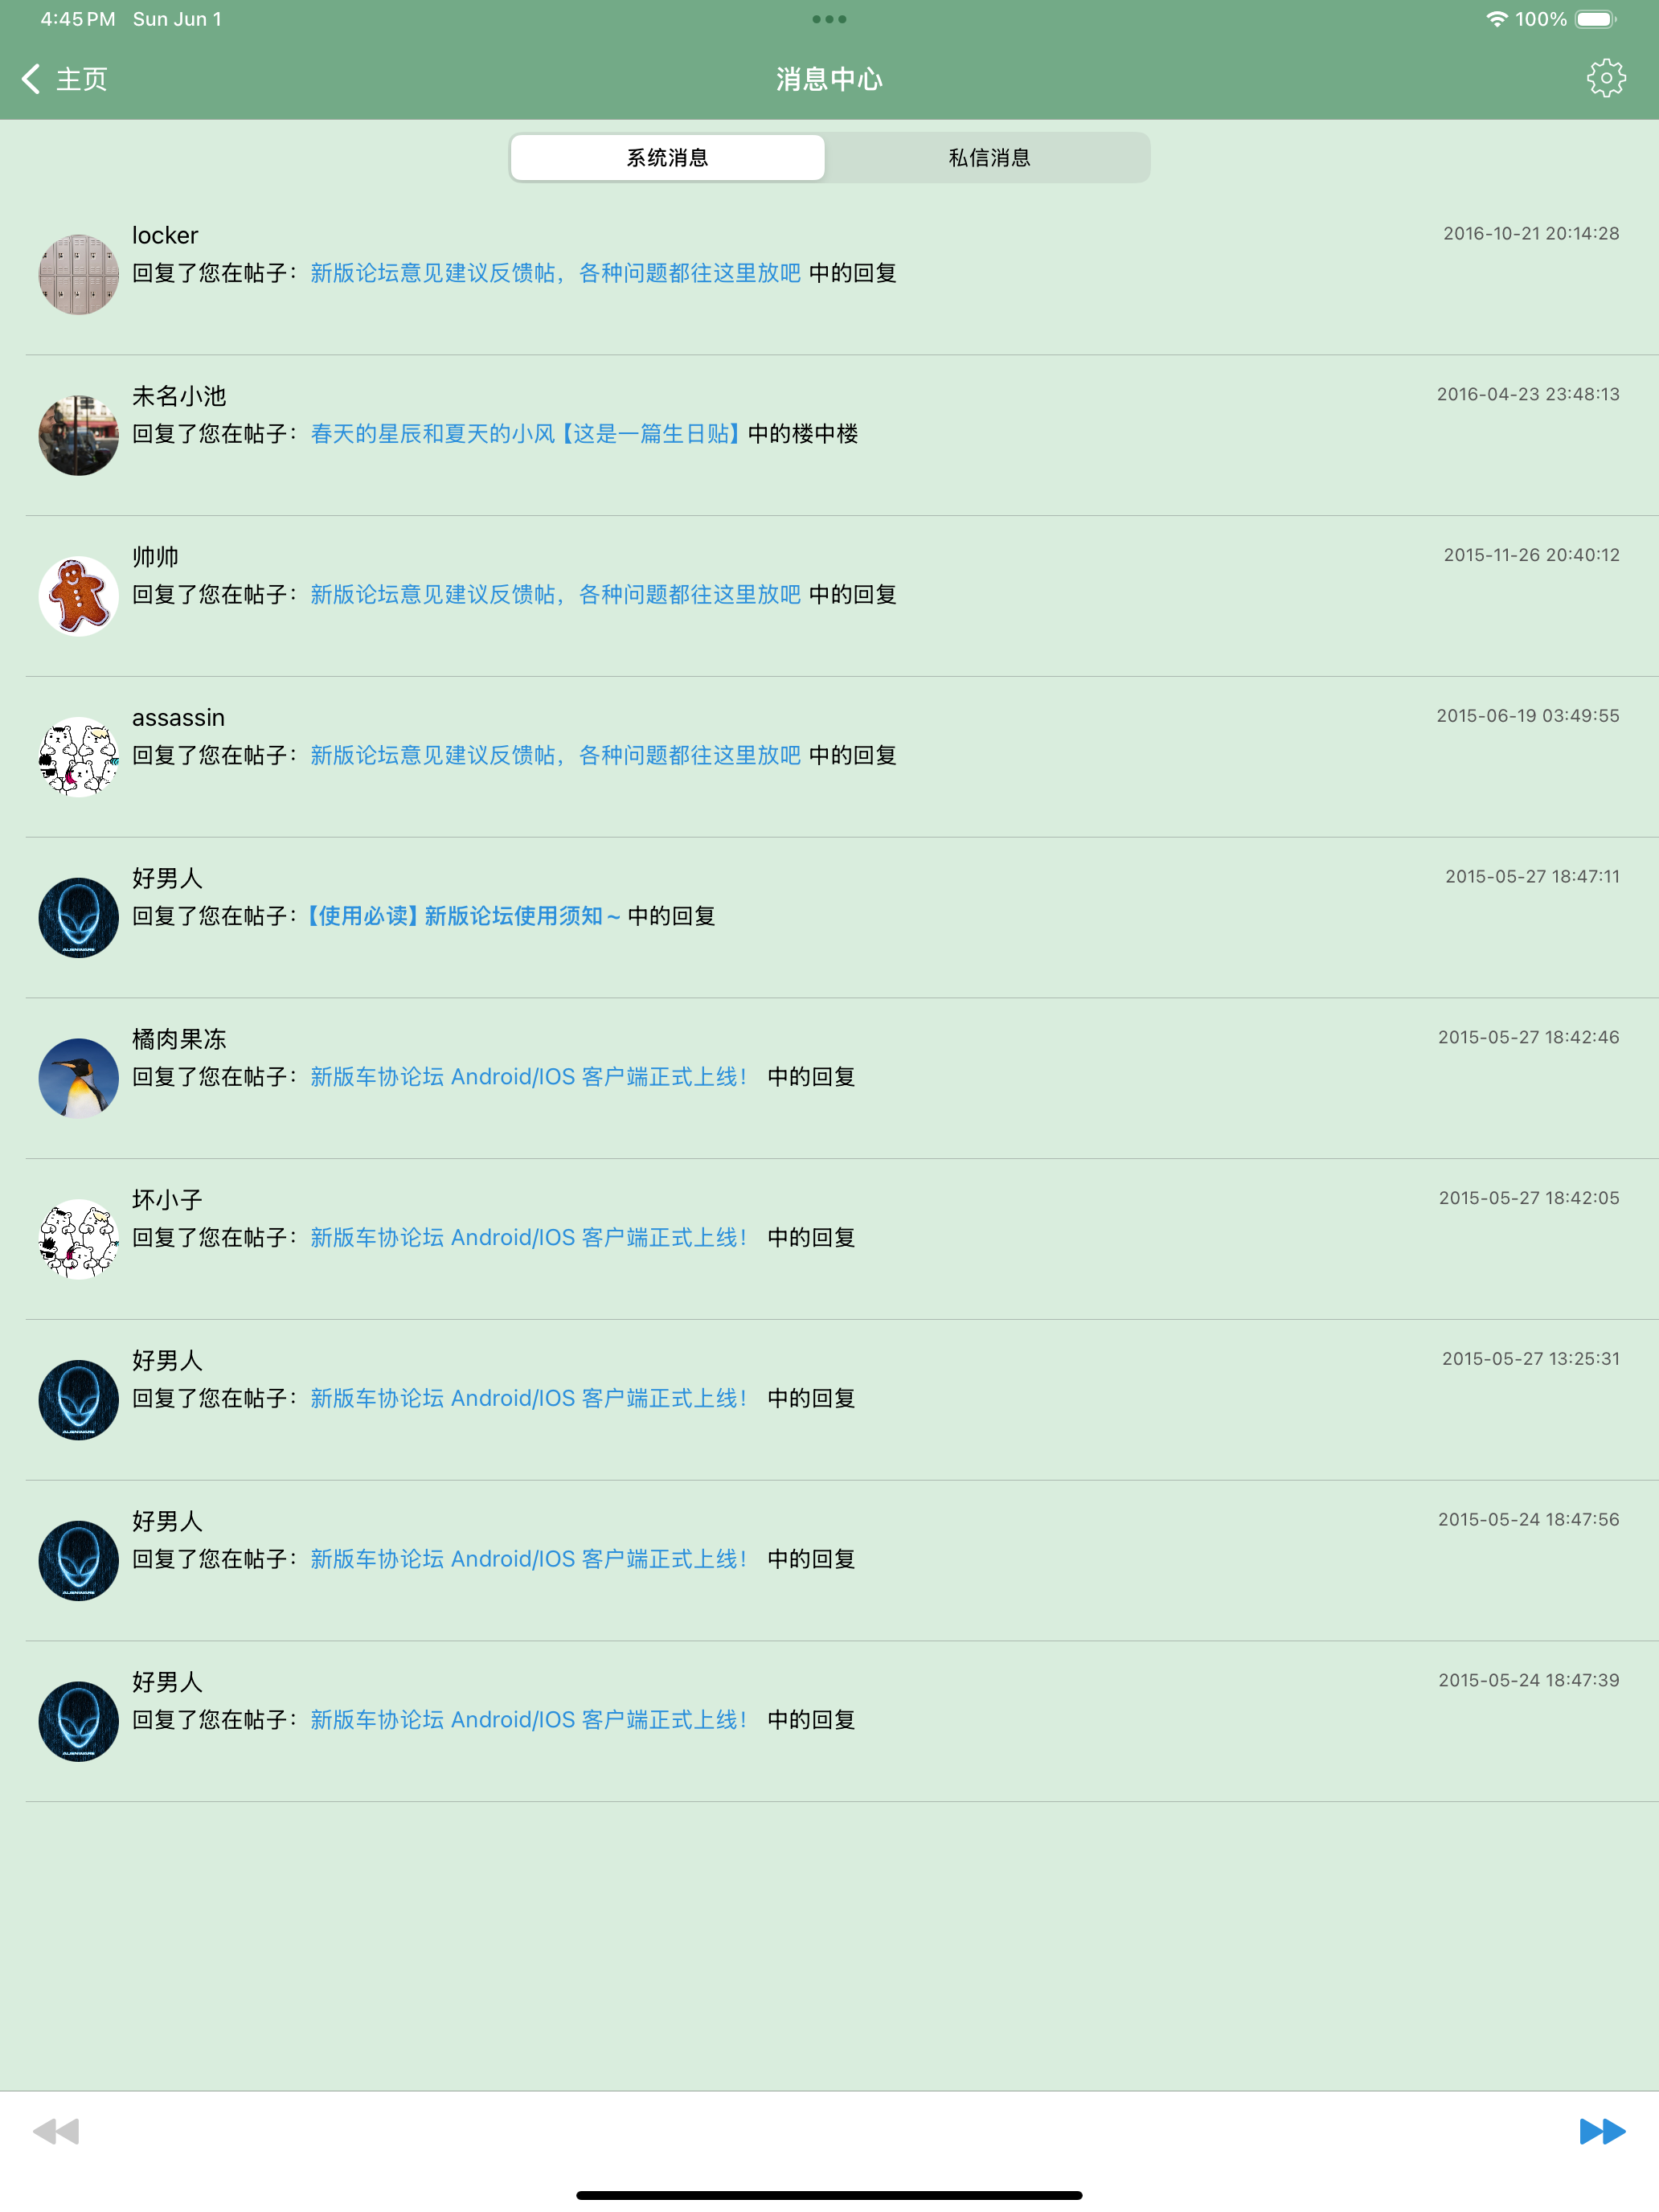 4:45 PM Sun Jun 1 100%
主页 消息中心
系统消息 私信消息
locker 2016-10-21 20:14:28
回复了您在帖子：新版论坛意见建议反馈帖，各种问题都往这里放吧 中的回复
未名小池 2016-04-23 23:48:13
回复了您在帖子：春天的星辰和夏天的小风【这是一篇生日贴】 中的楼中楼
帅帅 2015-11-26 20:40:12
回复了您在帖子：新版论坛意见建议反馈帖，各种问题都往这里放吧 中的回复
assassin 2015-06-19 03:49:55
回复了您在帖子：新版论坛意见建议反馈帖，各种问题都往这里放吧 中的回复
好男人 2015-05-27 18:47:11
回复了您在帖子：【使用必读】新版论坛使用须知~ 中的回复
橘肉果冻 2015-05-27 18:42:46
回复了您在帖子：新版车协论坛 Android/IOS 客户端正式上线！ 中的回复
坏小子 2015-05-27 18:42:05
回复了您在帖子：新版车协论坛 Android/IOS 客户端正式上线！ 中的回复
好男人 2015-05-27 13:25:31
回复了您在帖子：新版车协论坛 Android/IOS 客户端正式上线！ 中的回复
好男人 2015-05-24 18:47:56
回复了您在帖子：新版车协论坛 Android/IOS 客户端正式上线！ 中的回复
好男人 2015-05-24 18:47:39
回复了您在帖子：新版车协论坛 Android/IOS 客户端正式上线！ 中的回复